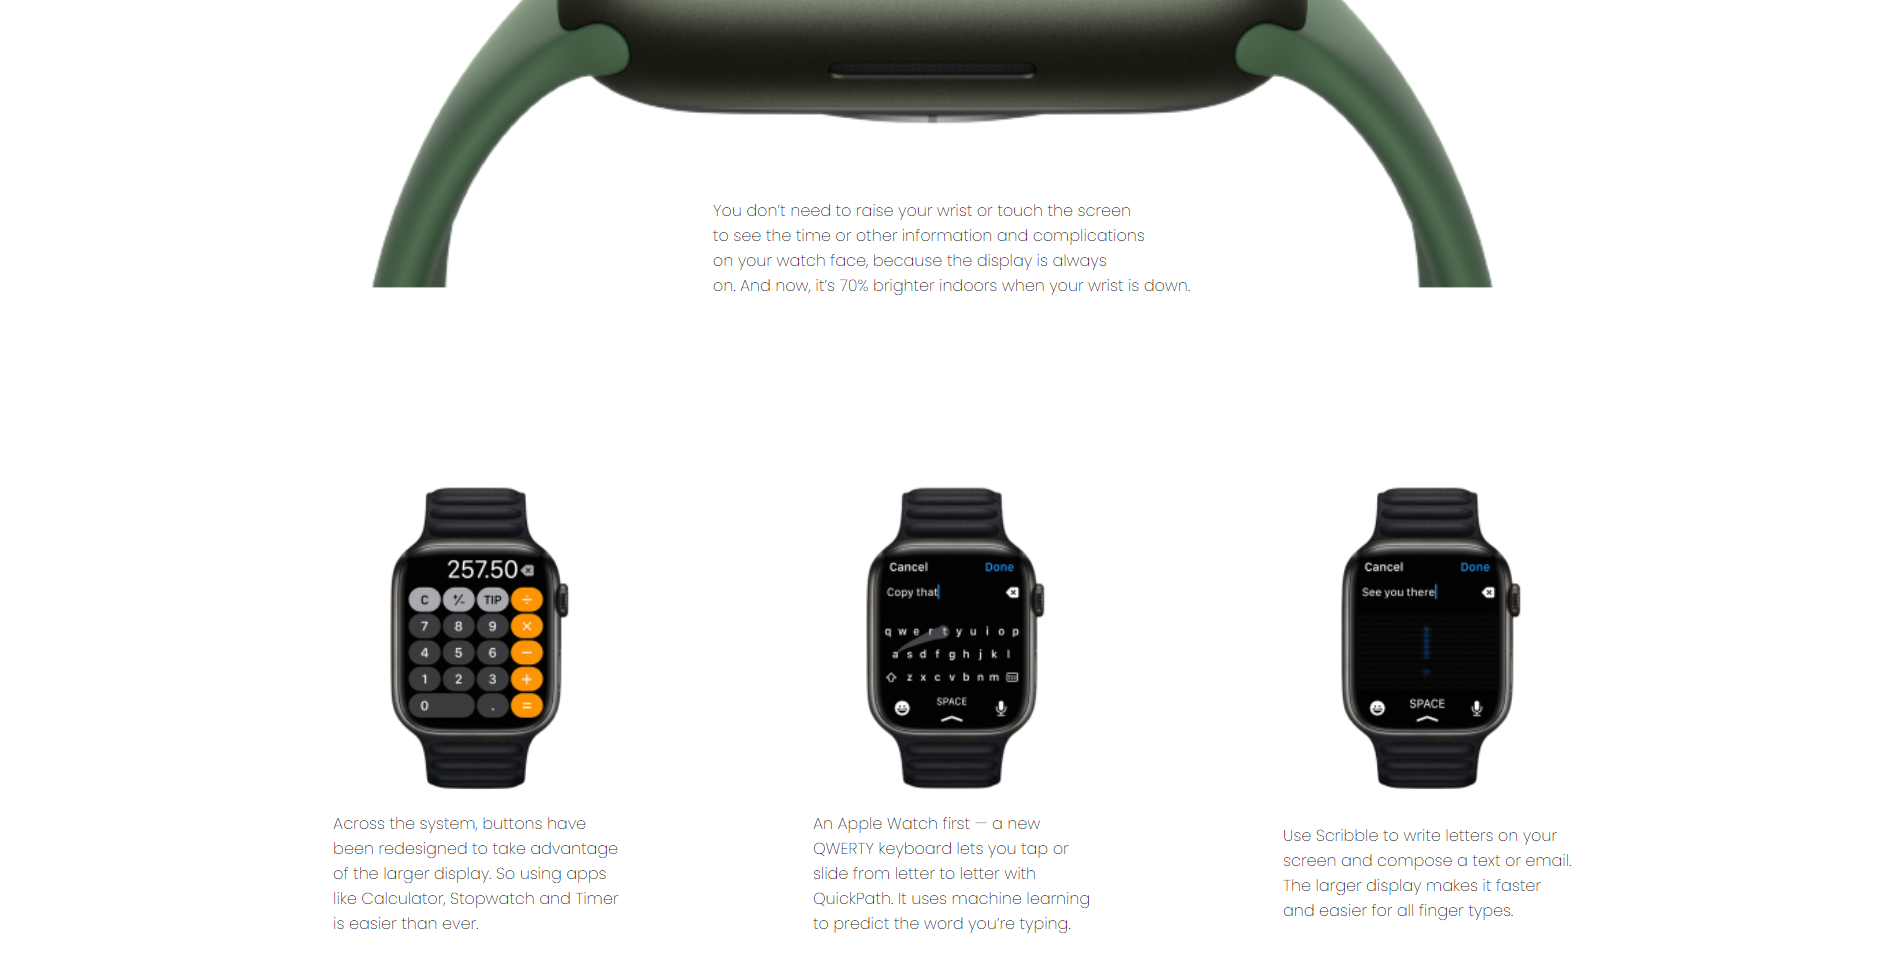 You don’t need to raise your wrist or touch the screen
to see the time or other information and complications
on your watch face, because the display is always
on. And now, it’s 70% brighter indoors when your wrist is down.
257.50
C +⁄− TIP ÷
7 8 9 ×
4 5 6 −
1 2 3 +
0 . =
Cancel Done
Copy that
q w e r t y u i o p
a s d f g h j k l
z x c v b n m
SPACE
Cancel Done
See you there
SPACE
Across the system, buttons have
been redesigned to take advantage
of the larger display. So using apps
like Calculator, Stopwatch and Timer
is easier than ever.
An Apple Watch first — a new
QWERTY keyboard lets you tap or
slide from letter to letter with
QuickPath. It uses machine learning
to predict the word you’re typing.
Use Scribble to write letters on your
screen and compose a text or email.
The larger display makes it faster
and easier for all finger types.